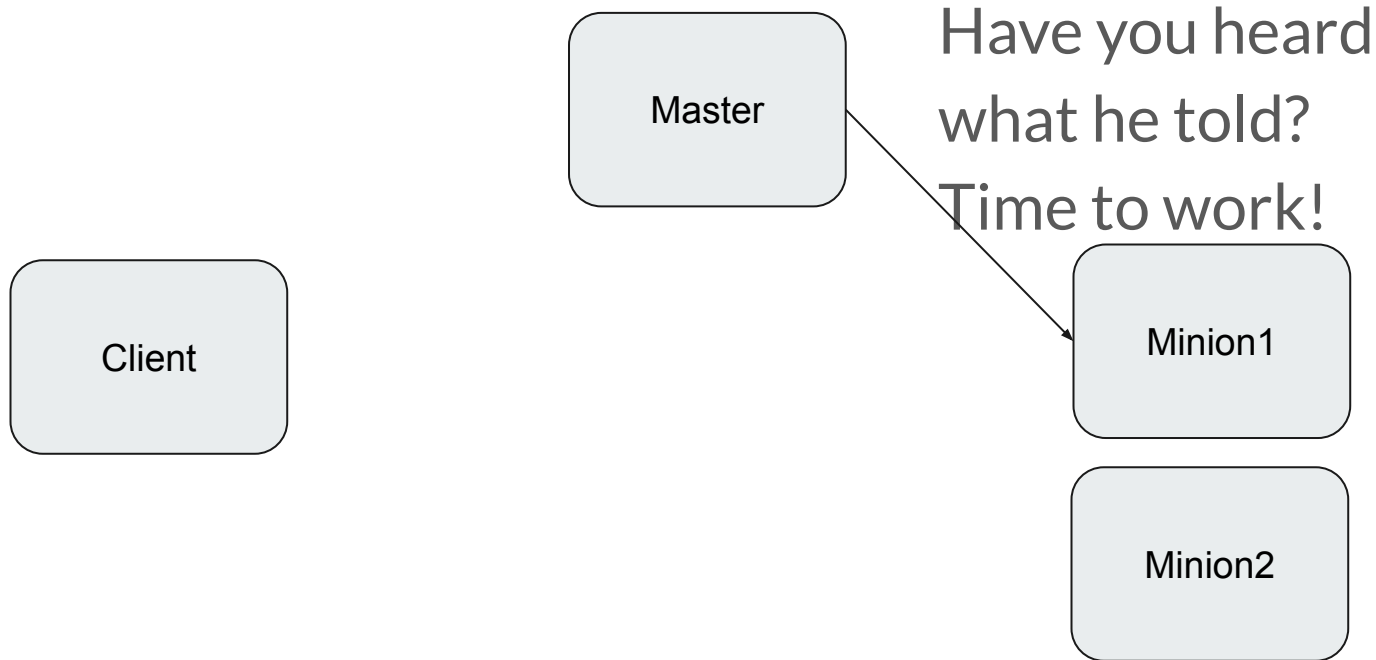 Have you heard
what he told?
Time to work!
Master
Client
Minion1
Minion2